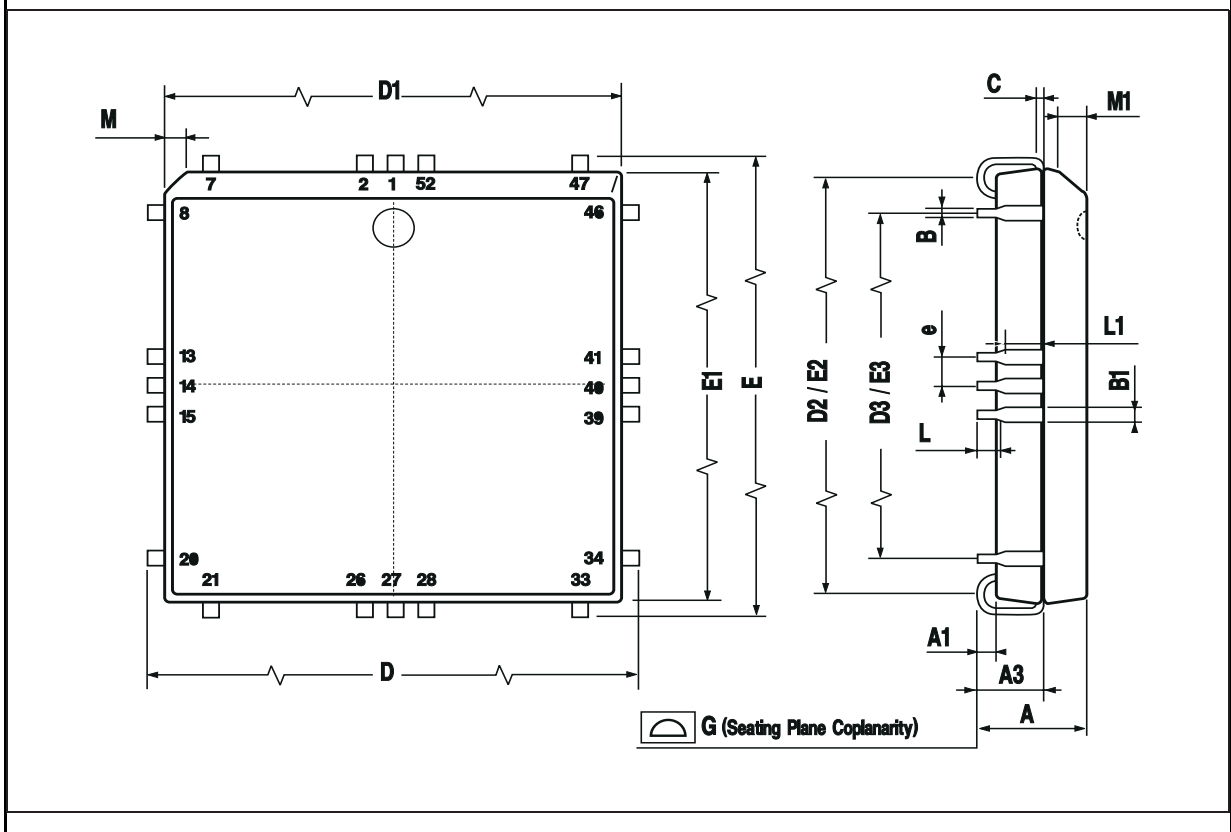 D1
C
M1
M
7 2 1 52 47
8 46
B
e
L1
13 41
E1
E
D2 / E2
D3 / E3
B1
14 40
15 39
L
20 34
21 26 27 28 33
A1
D
A3
A
G (Seating Plane Coplanarity)